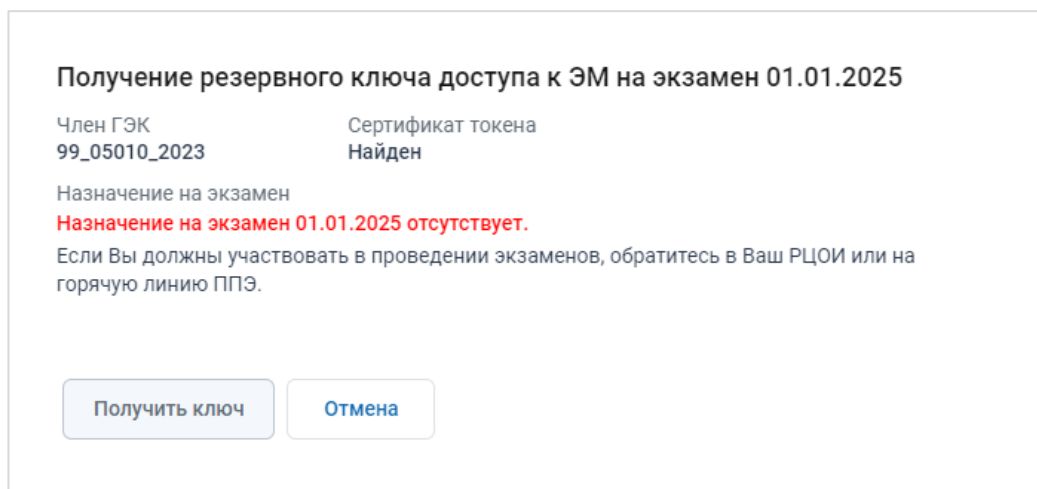 Получение резервного ключа доступа к ЭМ на экзамен 01.01.2025
Член ГЭК Сертификат токена
99_05010_2023 Найден
Назначение на экзамен
Назначение на экзамен 01.01.2025 отсутствует.
Если Вы должны участвовать в проведении экзаменов, обратитесь в Ваш РЦОИ или на
горячую линию ППЭ.
Получить ключ Отмена